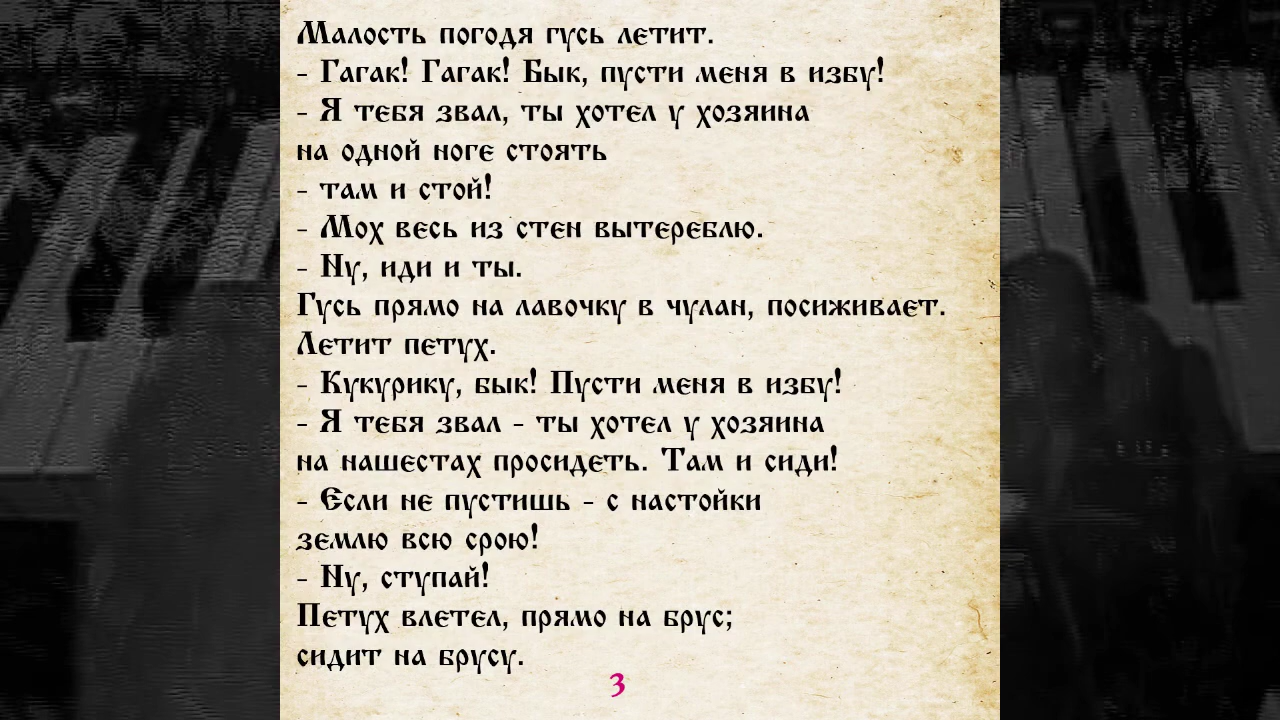 Малость погодя гусь летит.
- Гагак! Гагак! Бык, пусти меня в избу!
- Я тебя звал, ты хотел у хозяина
на одной ноге стоять
- там и стой!
- Мох весь из стен вытереблю.
- Ну, иди и ты.
Гусь прямо на лавочку в чулан, посиживает.
Летит петух.
- Кукурику, бык! Пусти меня в избу!
- Я тебя звал - ты хотел у хозяина
на нашестах просидеть. Там и сиди!
- Если не пустишь - с настойки
землю всю срою!
- Ну, ступай!
Петух влетел, прямо на брус;
сидит на брусу.
3